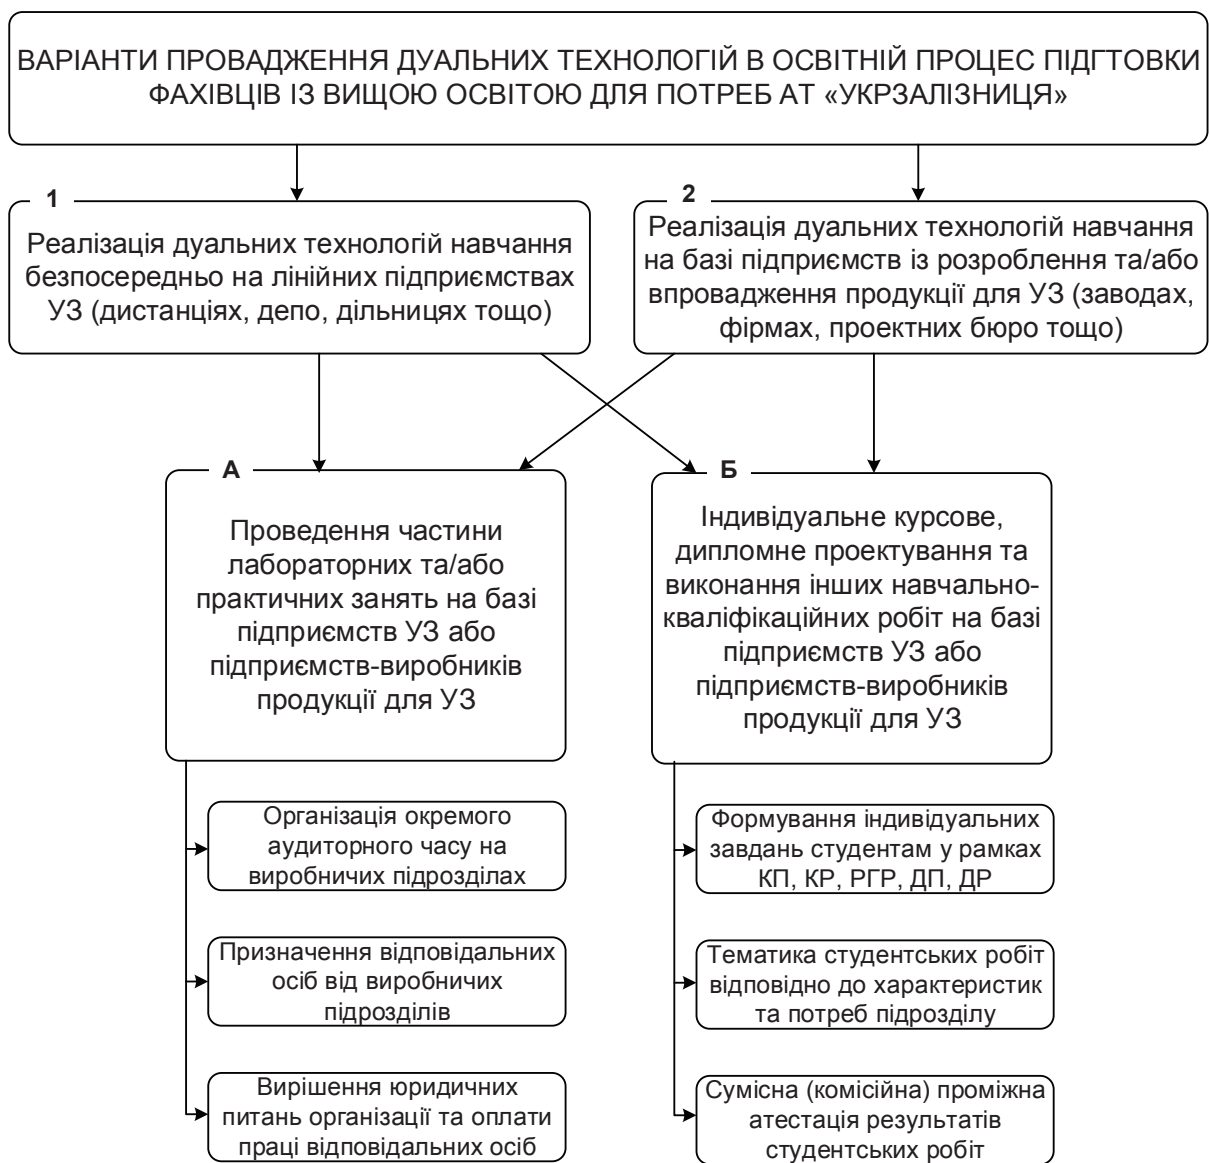 ВАРІАНТИ ПРОВАДЖЕННЯ ДУАЛЬНИХ ТЕХНОЛОГІЙ В ОСВІТНІЙ ПРОЦЕС ПІДГТОВКИ
ФАХІВЦІВ ІЗ ВИЩОЮ ОСВІТОЮ ДЛЯ ПОТРЕБ АТ «УКРЗАЛІЗНИЦЯ»
1
Реалізація дуальних технологій навчання
безпосередньо на лінійних підприємствах
УЗ (дистанціях, депо, дільницях тощо)
2
Реалізація дуальних технологій навчання
на базі підприємств із розроблення та/або
впровадження продукції для УЗ (заводах,
фірмах, проектних бюро тощо)
А
Проведення частини
лабораторних та/або
практичних занять на базі
підприємств УЗ або
підприємств-виробників
продукції для УЗ
Б
Індивідуальне курсове,
дипломне проектування та
виконання інших навчально-
кваліфікаційних робіт на базі
підприємств УЗ або
підприємств-виробників
продукції для УЗ
Організація окремого
аудиторного часу на
виробничих підрозділах
Призначення відповідальних
осіб від виробничих
підрозділів
Вирішення юридичних
питань організації та оплати
праці відповідальних осіб
Формування індивідуальних
завдань студентам у рамках
КП, КР, РГР, ДП, ДР
Тематика студентських робіт
відповідно до характеристик
та потреб підрозділу
Сумісна (комісійна) проміжна
атестація результатів
студентських робіт